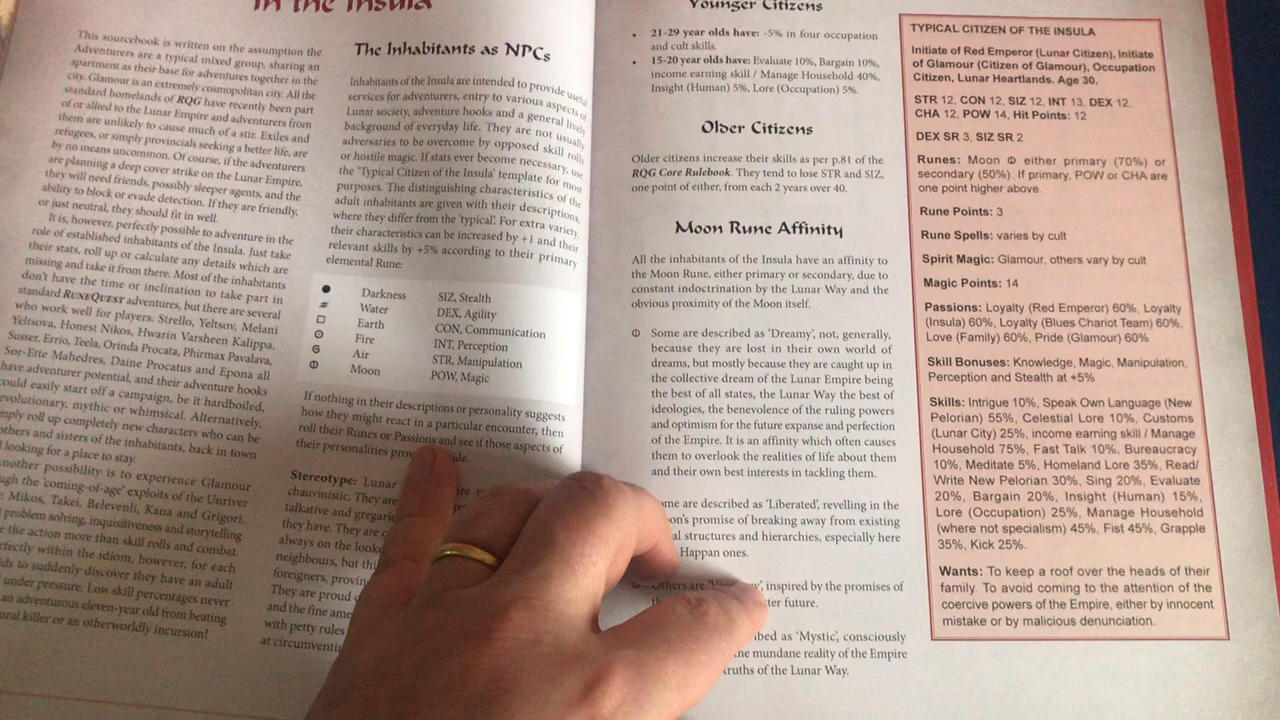 in the Insula
This sourcebook is written on the assumption the
Adventurers are a typical mixed group, sharing an
apartment as their base for adventures together in the
city. Glamour is an extremely cosmopolitan city. All the
standard homelands of RQG have recently been part
of or allied to the Lunar Empire and adventurers from
them are unlikely to cause much of a stir. Exiles and
refugees, or simply provincials seeking a better life, are
by no means uncommon. Of course, if the adventurers
are planning a deep cover strike on the Lunar Empire,
they will need friends, possibly sleeper agents, and the
ability to block or evade detection. If they are friendly,
or just neutral, they should fit in well.
It is, however, perfectly possible to adventure in the
role of established inhabitants of the Insula. Just take
their stats, roll up or calculate any details which are
missing and take it from there. Most of the inhabitants
don't have the time or inclination to take part in
standard RUNEQUEST adventures, but there are several
who work well for players. Strello, Yeltsov, Melani
Yeltsova, Honest Nikos, Hwarin Varsheen Kalippa,
Susser, Errio, Teela, Orinda Procata, Phirmax Pavalava,
Sor-Ette Mahedres, Daine Procatus and Epona all
have adventurer potential, and their adventure hooks
could easily start off a campaign, be it hardboiled,
evolutionary, mythic or whimsical. Alternatively,
mply roll up completely new characters who can be
others and sisters of the inhabitants, back in town
looking for a place to stay.
nother possibility is to experience Glamour
ugh the 'coming-of-age' exploits of the Unriver
: Mikos, Takei, Belevenli, Kana and Grigori.
problem solving, inquisitiveness and storytelling
e the action more than skill rolls and combat.
rfectly within the idiom, however, for each
ds to suddenly discover they have an adult
under pressure. Low skill percentages never
an adventurous eleven-year old from beating
ural killer or an otherworldly incursion!
The Inhabitants as NPCs
Inhabitants of the Insula are intended to provide useful
services for adventurers, entry to various aspects of
Lunar society, adventure hooks and a general lively
background of everyday life. They are not usually
adversaries to be overcome by opposed skill rolls
or hostile magic. If stats ever become necessary, use
the 'Typical Citizen of the Insula' template for most
purposes. The distinguishing characteristics of the
adult inhabitants are given with their descriptions,
where they differ from the 'typical'. For extra variety,
their characteristics can be increased by +1 and their
relevant skills by +5% according to their primary
elemental Rune:
Darkness SIZ, Stealth
Water DEX, Agility
Earth CON, Communication
Fire INT, Perception
Air STR, Manipulation
Moon POW, Magic
If nothing in their descriptions or personality suggests
how they might react in a particular encounter, then
roll their Runes or Passions and see if those aspects of
their personalities prov ide.
Stereotype: Lunar are
chauvinistic. They are
talkative and gregari
they have. They are
always on the look
neighbours, but thi
foreigners, provin
They are proud
and the fine ame
with petty rules
at circumventi
Younger Citizens
• 21-29 year olds have: -5% in four occupation
and cult skills.
• 15-20 year olds have: Evaluate 10%, Bargain 10%,
income earning skill / Manage Household 40%,
Insight (Human) 5%, Lore (Occupation) 5%.
Older Citizens
Older citizens increase their skills as per p.81 of the
RQG Core Rulebook. They tend to lose STR and SIZ,
one point of either, from each 2 years over 40.
Moon Rune Affinity
All the inhabitants of the Insula have an affinity to
the Moon Rune, either primary or secondary, due to
constant indoctrination by the Lunar Way and the
obvious proximity of the Moon itself.
Some are described as 'Dreamy', not, generally,
because they are lost in their own world of
dreams, but mostly because they are caught up in
the collective dream of the Lunar Empire being
the best of all states, the Lunar Way the best of
ideologies, the benevolence of the ruling powers
and optimism for the future expanse and perfection
of the Empire. It is an affinity which often causes
them to overlook the realities of life about them
and their own best interests in tackling them.
ome are described as 'Liberated', revelling in the
on's promise of breaking away from existing
al structures and hierarchies, especially here
Happan ones.
Others are y', inspired by the promises of
ter future.
bed as 'Mystic', consciously
ne mundane reality of the Empire
truths of the Lunar Way.
TYPICAL CITIZEN OF THE INSULA
Initiate of Red Emperor (Lunar Citizen), Initiate
of Glamour (Citizen of Glamour), Occupation
Citizen, Lunar Heartlands. Age 30.
STR 12, CON 12, SIZ 12, INT 13, DEX 12,
CHA 12, POW 14, Hit Points: 12
DEX SR 3, SIZ SR 2
Runes: Moon either primary (70%) or
secondary (50%). If primary, POW or CHA are
one point higher above.
Rune Points: 3
Rune Spells: varies by cult
Spirit Magic: Glamour, others vary by cult
Magic Points: 14
Passions: Loyalty (Red Emperor) 60%, Loyalty
(Insula) 60%, Loyalty (Blues Chariot Team) 60%,
Love (Family) 60%, Pride (Glamour) 60%
Skill Bonuses: Knowledge, Magic, Manipulation,
Perception and Stealth at +5%
Skills: Intrigue 10%, Speak Own Language (New
Pelorian) 55%, Celestial Lore 10%, Customs
(Lunar City) 25%, income earning skill / Manage
Household 75%, Fast Talk 10%, Bureaucracy
10%, Meditate 5%, Homeland Lore 35%, Read/
Write New Pelorian 30%, Sing 20%, Evaluate
20%, Bargain 20%, Insight (Human) 15%,
Lore (Occupation) 25%, Manage Household
(where not specialism) 45%, Fist 45%, Grapple
35%, Kick 25%.
Wants: To keep a roof over the heads of their
family. To avoid coming to the attention of the
coercive powers of the Empire, either by innocent
mistake or by malicious denunciation.